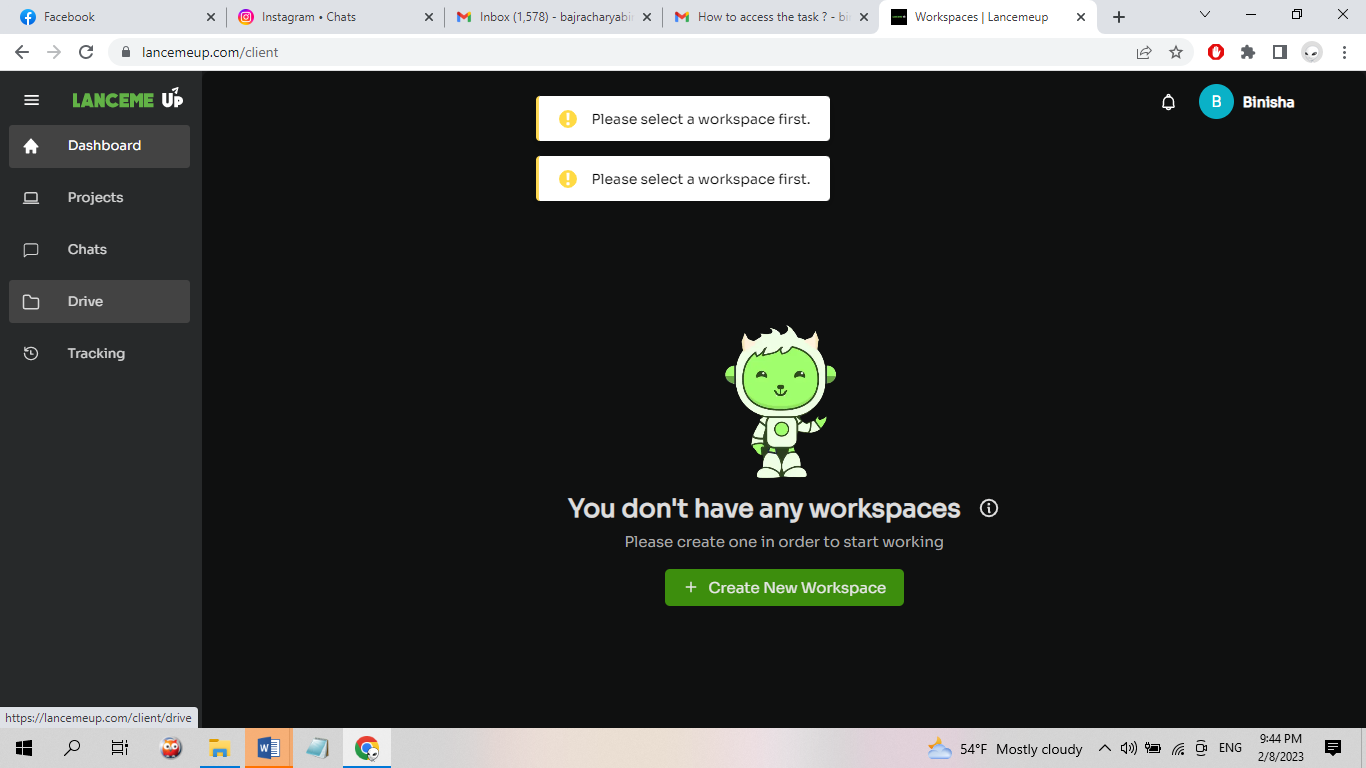 Facebook
Instagram • Chats
Inbox (1,578) - bajracharyabi
How to access the task ? - bi
Workspaces | Lancemeup
lancemeup.com/client
LANCEME UP
B
Binisha
Please select a workspace first.
Please select a workspace first.
Dashboard
Projects
Chats
Drive
Tracking
You don't have any workspaces
Please create one in order to start working
+ Create New Workspace
https://lancemeup.com/client/drive
54°F Mostly cloudy
ENG
9:44 PM
2/8/2023